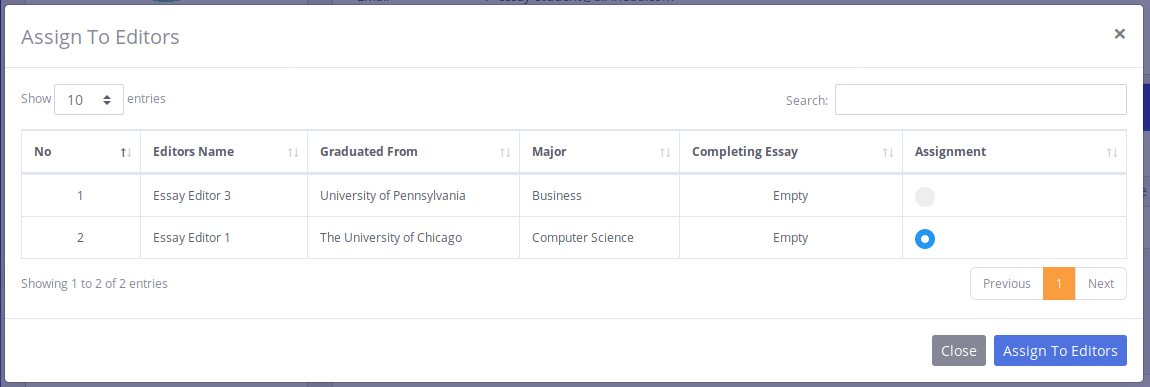 Assign To Editors ×
Show 10 entries Search:
No Editors Name Graduated From Major Completing Essay Assignment
1 Essay Editor 3 University of Pennsylvania Business Empty
2 Essay Editor 1 The University of Chicago Computer Science Empty
Showing 1 to 2 of 2 entries Previous 1 Next
Close Assign To Editors